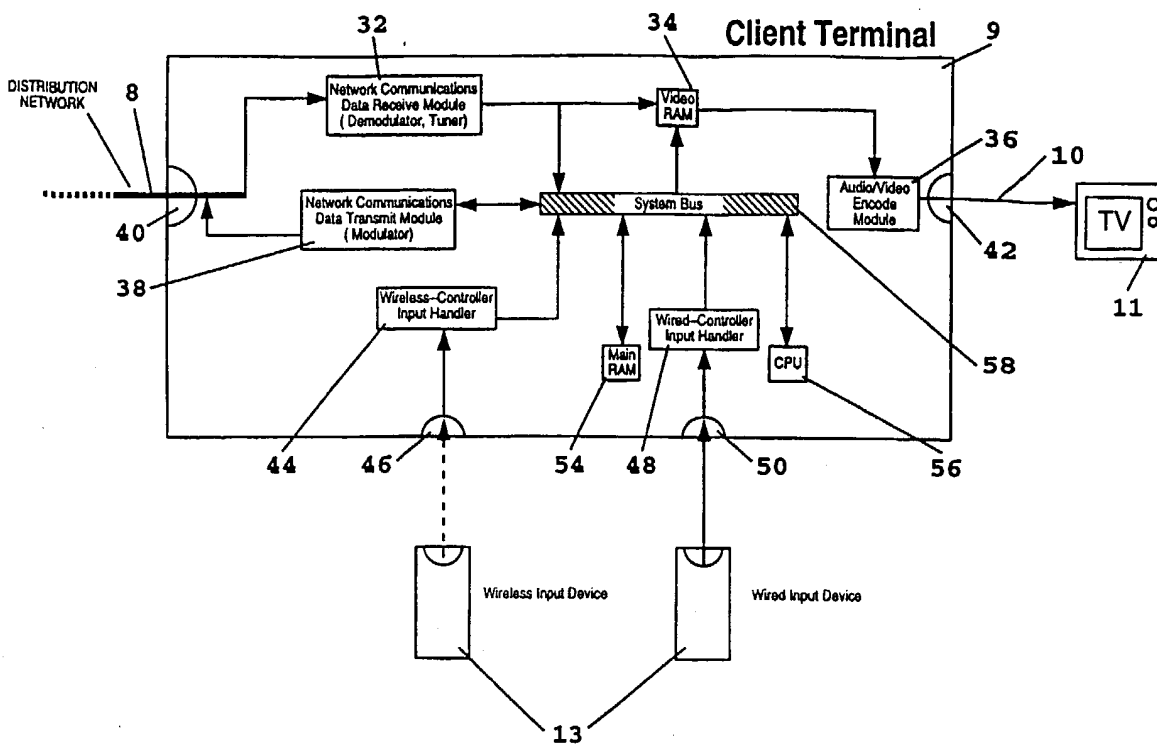 Client Terminal
9
32
34
DISTRIBUTION
NETWORK
8
Network Communications
Data Receive Module
( Demodulator, Tuner)
Video
RAM
36
10
Audio/Video
Encode Module
System Bus
Network Communications
Data Transmit Module
( Modulator)
TV
40
42
38
11
Wireless-Controller
Input Handler
Wired-Controller
Input Handler
Main
RAM
CPU
58
44
46
54
48
50
56
Wireless Input Device
Wired Input Device
13